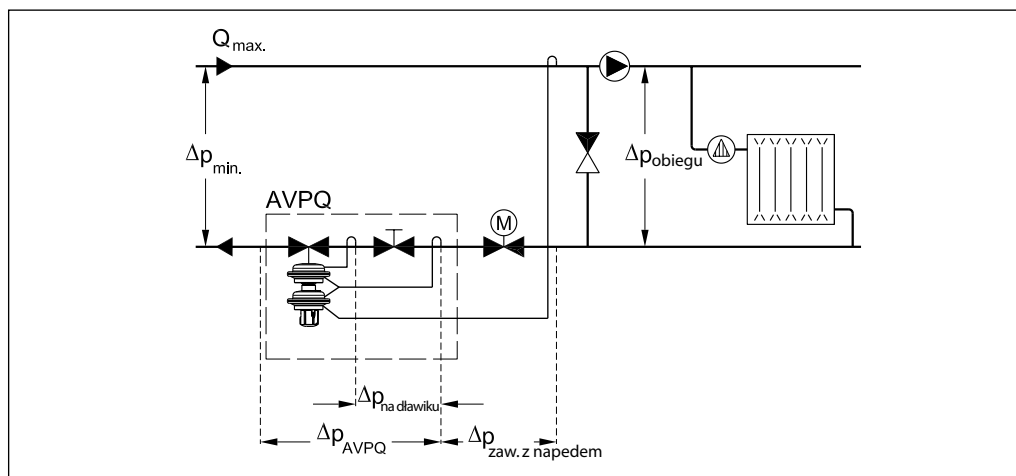 Qmax.
Δpmin.
Δpobiegu
AVPQ
M
Δpna dławiku
ΔpAVPQ
Δpzaw. z napedem